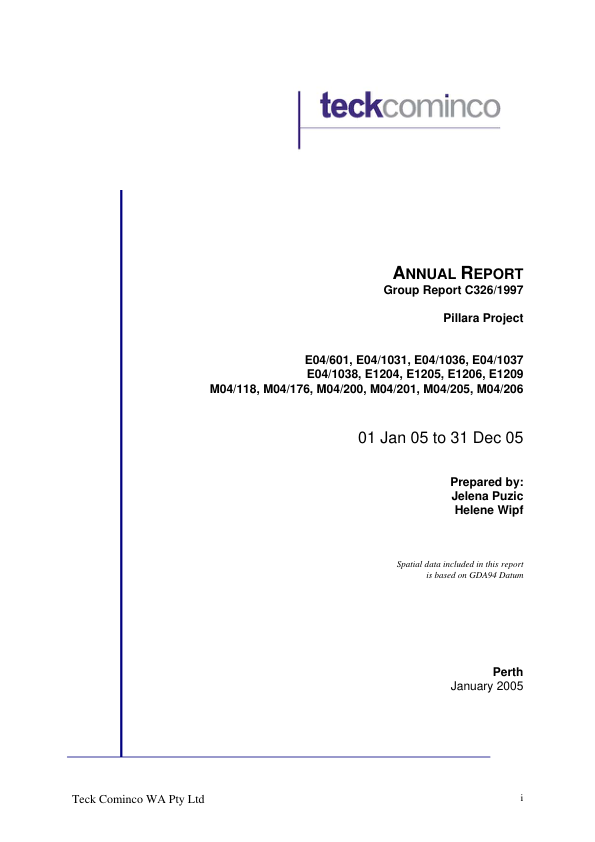 teckcominco
ANNUAL REPORT
Group Report C326/1997
Pillara Project
E04/601, E04/1031, E04/1036, E04/1037
E04/1038, E1204, E1205, E1206, E1209
M04/118, M04/176, M04/200, M04/201, M04/205, M04/206
01 Jan 05 to 31 Dec 05
Prepared by:
Jelena Puzic
Helene Wipf
Spatial data included in this report
is based on GDA94 Datum
Perth
January 2005
Teck Cominco WA Pty Ltd i